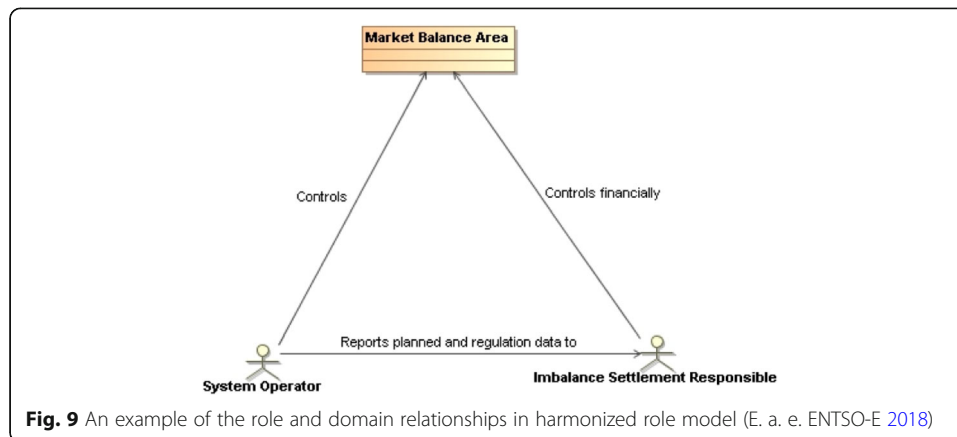 Market Balance Area
Controls
Controls financially
Reports planned and regulation data to
System Operator
Imbalance Settlement Responsible
Fig. 9 An example of the role and domain relationships in harmonized role model (E. a. e. ENTSO-E 2018)